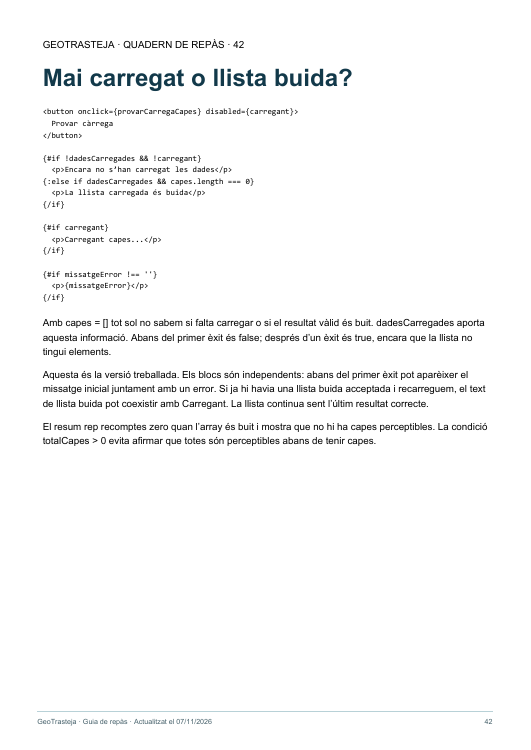 GEOTRASTEJA · QUADERN DE REPÀS · 42
Mai carregat o llista buida?
<button onclick={provarCarregaCapes} disabled={carregant}>
  Provar càrrega
</button>
{#if !dadesCarregades && !carregant}
  <p>Encara no s’han carregat les dades</p>
{:else if dadesCarregades && capes.length === 0}
  <p>La llista carregada és buida</p>
{/if}
{#if carregant}
  <p>Carregant capes...</p>
{/if}
{#if missatgeError !== ''}
  <p>{missatgeError}</p>
{/if}
Amb capes = [] tot sol no sabem si falta carregar o si el resultat vàlid és buit. dadesCarregades aporta
aquesta informació. Abans del primer èxit és false; després d’un èxit és true, encara que la llista no
tingui elements.
Aquesta és la versió treballada. Els blocs són independents: abans del primer èxit pot aparèixer el
missatge inicial juntament amb un error. Si ja hi havia una llista buida acceptada i recarreguem, el text
de llista buida pot coexistir amb Carregant. La llista continua sent l’últim resultat correcte.
El resum rep recomptes zero quan l’array és buit i mostra que no hi ha capes perceptibles. La condició
totalCapes > 0 evita afirmar que totes són perceptibles abans de tenir capes.
GeoTrasteja · Guia de repàs · Actualitzat el 07/11/2026
42